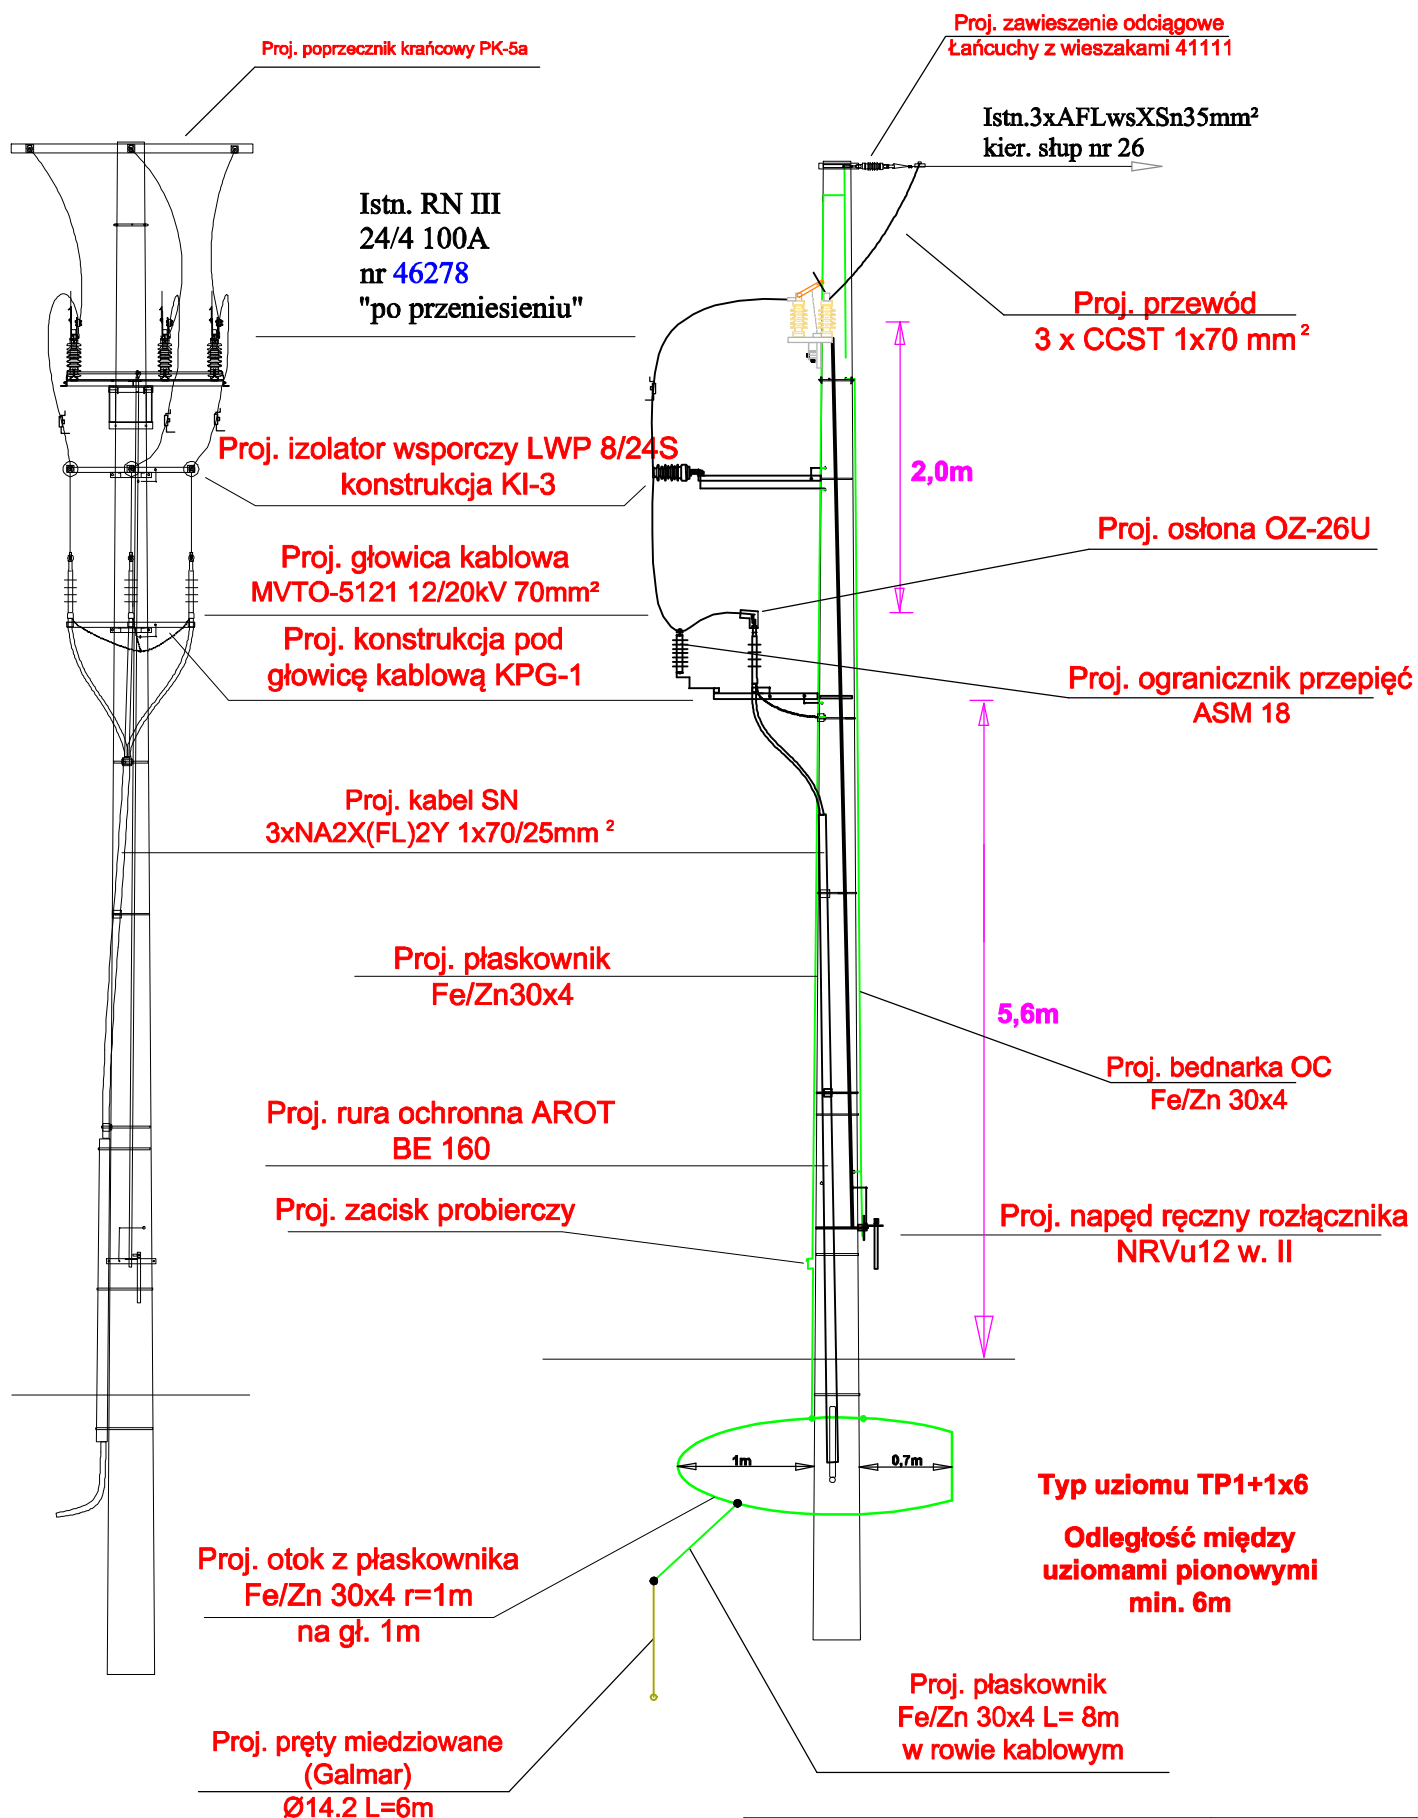 Proj. zawieszenie odciągowe
Łańcuchy z wieszakami 41111
Proj. poprzecznik krańcowy PK-5a
Istn.3xAFLwsXSn35mm²
kier. słup nr 26
Istn. RN III
24/4 100A
nr 46278
"po przeniesieniu"
Proj. przewód
3 x CCST 1x70 mm²
Proj. izolator wsporczy LWP 8/24S
konstrukcja KI-3
2,0m
Proj. osłona OZ-26U
Proj. głowica kablowa
MVTO-5121 12/20kV 70mm²
Proj. konstrukcja pod
głowicę kablową KPG-1
Proj. ogranicznik przepięć
ASM 18
Proj. kabel SN
3xNA2X(FL)2Y 1x70/25mm²
Proj. płaskownik
Fe/Zn30x4
5,6m
Proj. bednarka OC
Fe/Zn 30x4
Proj. rura ochronna AROT
BE 160
Proj. zacisk probierczy
Proj. napęd ręczny rozłącznika
NRVu12 w. II
1m
0,7m
Typ uziomu TP1+1x6
Odległość między
uziomami pionowymi
min. 6m
Proj. otok z płaskownika
Fe/Zn 30x4 r=1m
na gł. 1m
Proj. płaskownik
Fe/Zn 30x4 L= 8m
w rowie kablowym
Proj. pręty miedziowane
(Galmar)
Ø14.2 L=6m